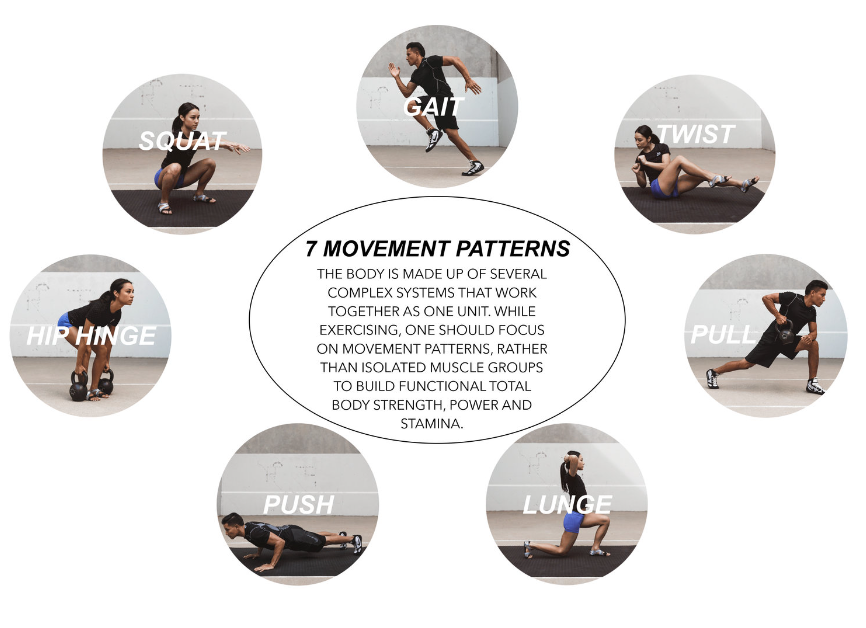 GAIT
SQUAT
TWIST
7 MOVEMENT PATTERNS
THE BODY IS MADE UP OF SEVERAL
COMPLEX SYSTEMS THAT WORK
TOGETHER AS ONE UNIT. WHILE
EXERCISING, ONE SHOULD FOCUS
ON MOVEMENT PATTERNS, RATHER
THAN ISOLATED MUSCLE GROUPS
TO BUILD FUNCTIONAL TOTAL
BODY STRENGTH, POWER AND
STAMINA.
HIP HINGE
PULL
PUSH
LUNGE